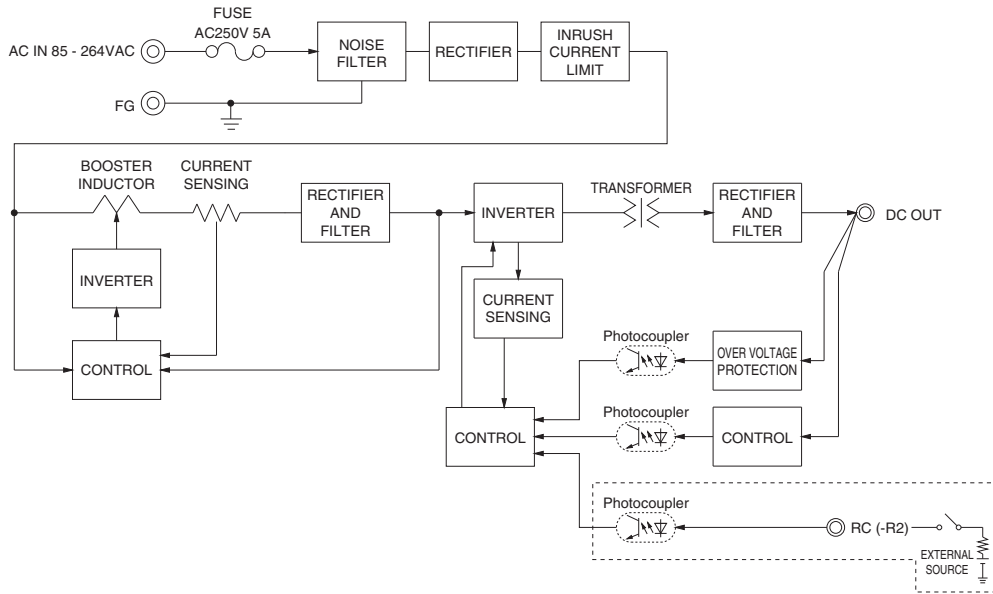 FUSE
AC250V 5A
AC IN 85 - 264VAC
NOISE
FILTER
RECTIFIER
INRUSH
CURRENT
LIMIT
FG
BOOSTER
INDUCTOR
CURRENT
SENSING
RECTIFIER
AND
FILTER
INVERTER
TRANSFORMER
RECTIFIER
AND
FILTER
DC OUT
INVERTER
CURRENT
SENSING
CONTROL
Photocoupler
OVER VOLTAGE
PROTECTION
Photocoupler
CONTROL
CONTROL
Photocoupler
RC (-R2)
EXTERNAL
SOURCE